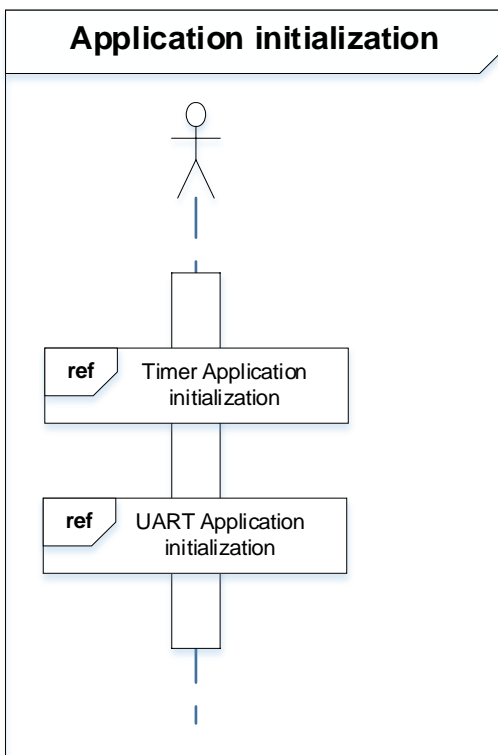 Application initialization
ref
Timer Application
initialization
ref
UART Application
initialization